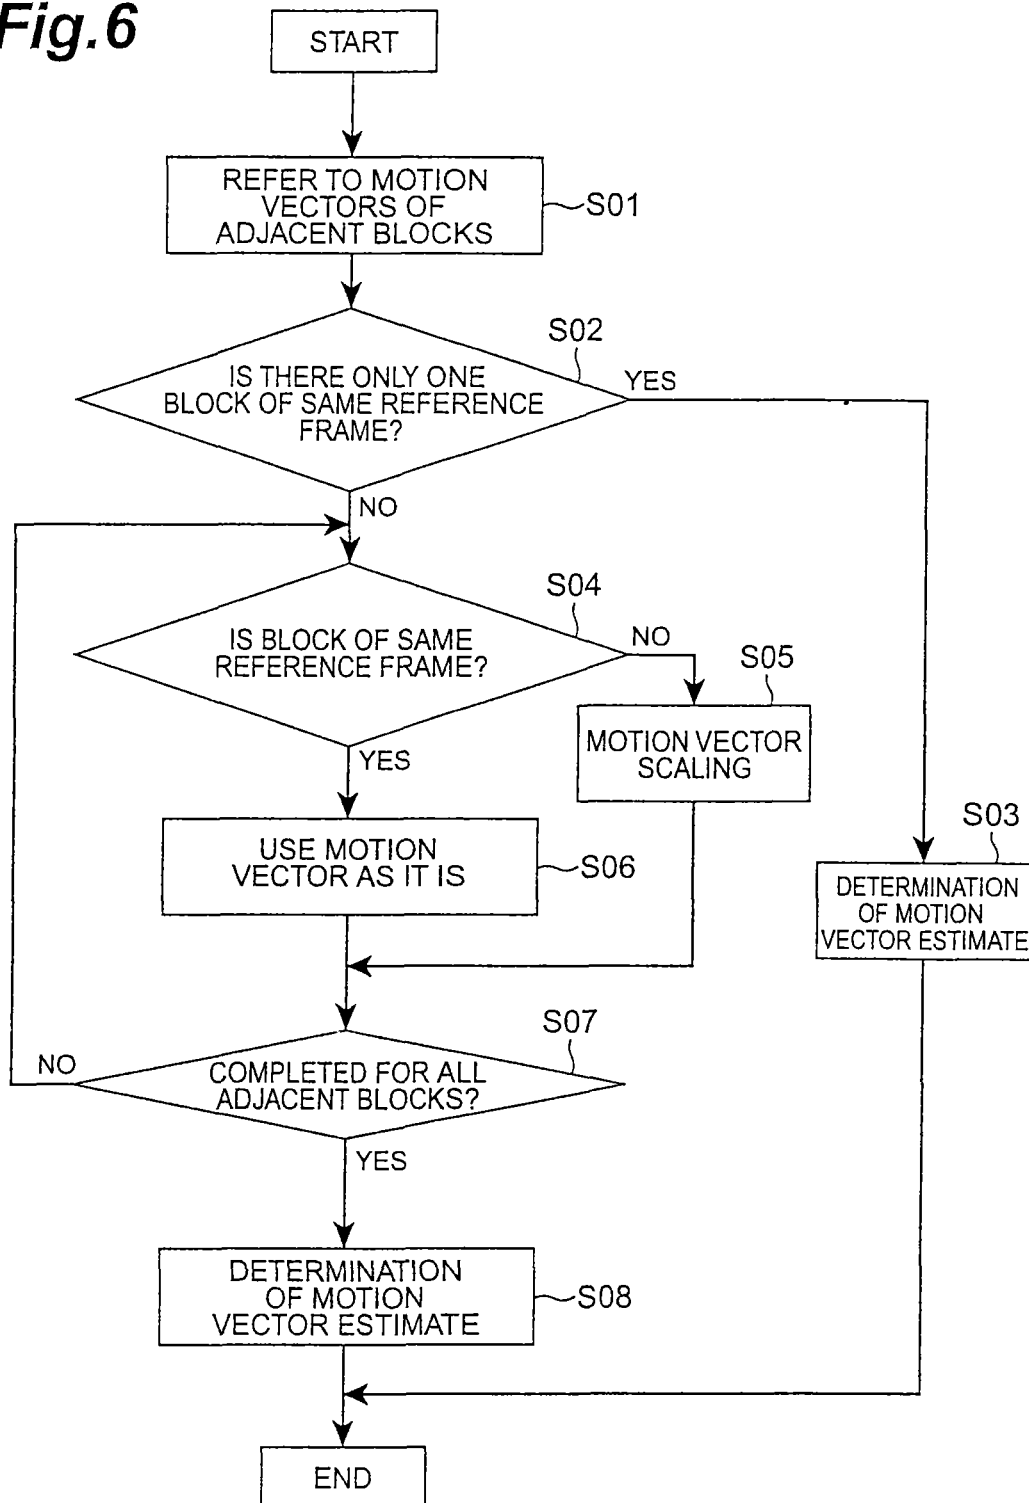 Fig.6
START
REFER TO MOTION
VECTORS OF
ADJACENT BLOCKS
S01
S02
IS THERE ONLY ONE
BLOCK OF SAME REFERENCE
FRAME?
YES
NO
S04
IS BLOCK OF SAME
REFERENCE FRAME?
NO
S05
MOTION VECTOR
SCALING
YES
USE MOTION
VECTOR AS IT IS
S06
S03
DETERMINATION
OF MOTION
VECTOR ESTIMATE
S07
COMPLETED FOR ALL
ADJACENT BLOCKS?
NO
YES
DETERMINATION
OF MOTION
VECTOR ESTIMATE
S08
END